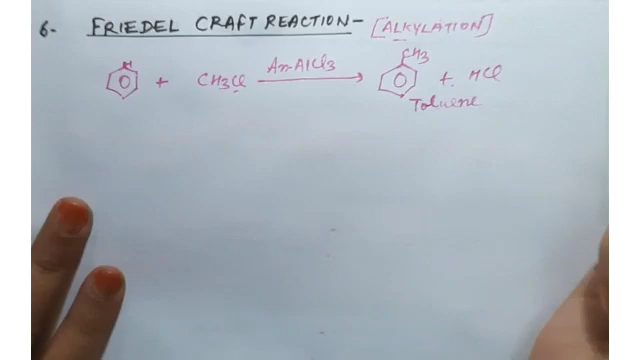 6- FRIEDEL CRAFT REACTION- [ALKYLATION]
H + CH3Cl An-AlCl3 CH3 + HCl
Toluene